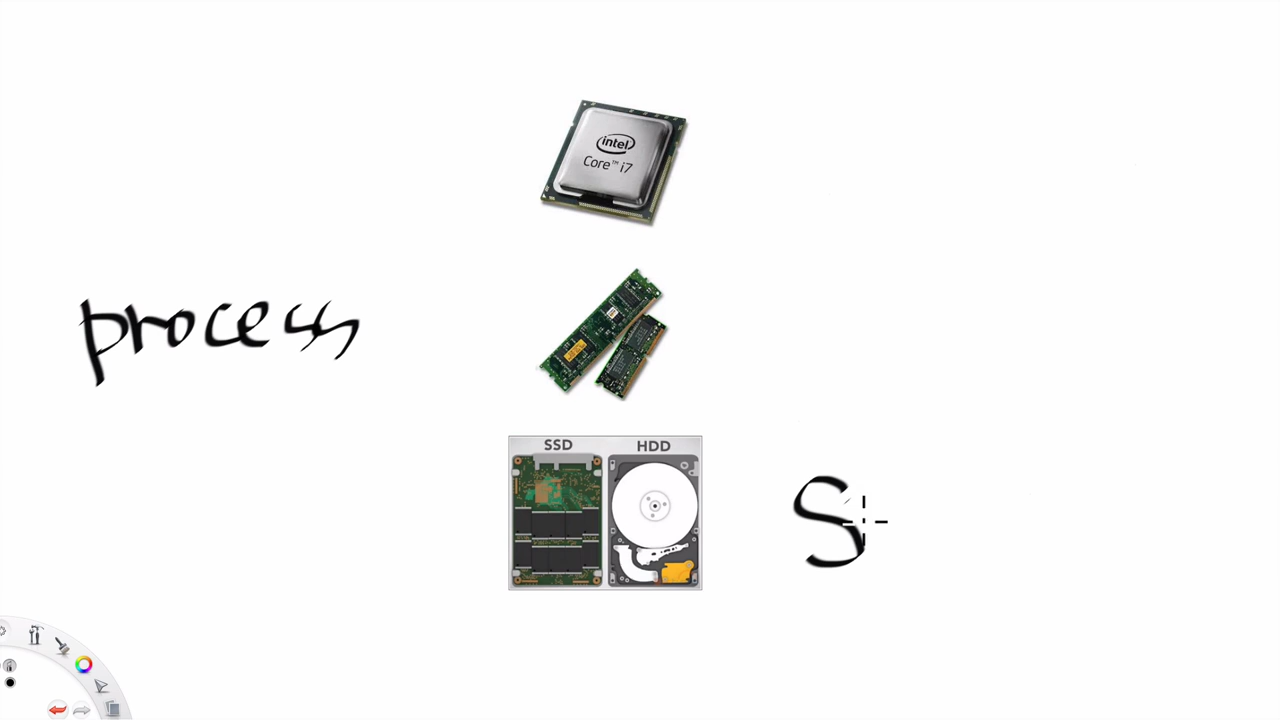 intel
Core™ i7
process
SSD HDD
S